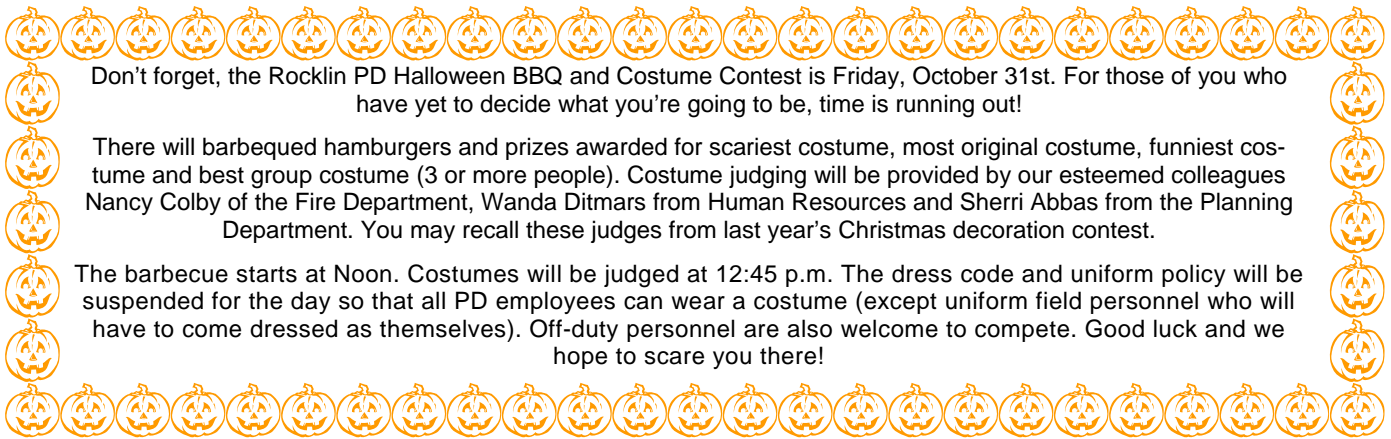 Don’t forget, the Rocklin PD Halloween BBQ and Costume Contest is Friday, October 31st. For those of you who
have yet to decide what you’re going to be, time is running out!
There will barbequed hamburgers and prizes awarded for scariest costume, most original costume, funniest cos-
tume and best group costume (3 or more people). Costume judging will be provided by our esteemed colleagues
Nancy Colby of the Fire Department, Wanda Ditmars from Human Resources and Sherri Abbas from the Planning
Department. You may recall these judges from last year’s Christmas decoration contest.
The barbecue starts at Noon. Costumes will be judged at 12:45 p.m. The dress code and uniform policy will be
suspended for the day so that all PD employees can wear a costume (except uniform field personnel who will
have to come dressed as themselves). Off-duty personnel are also welcome to compete. Good luck and we
hope to scare you there!